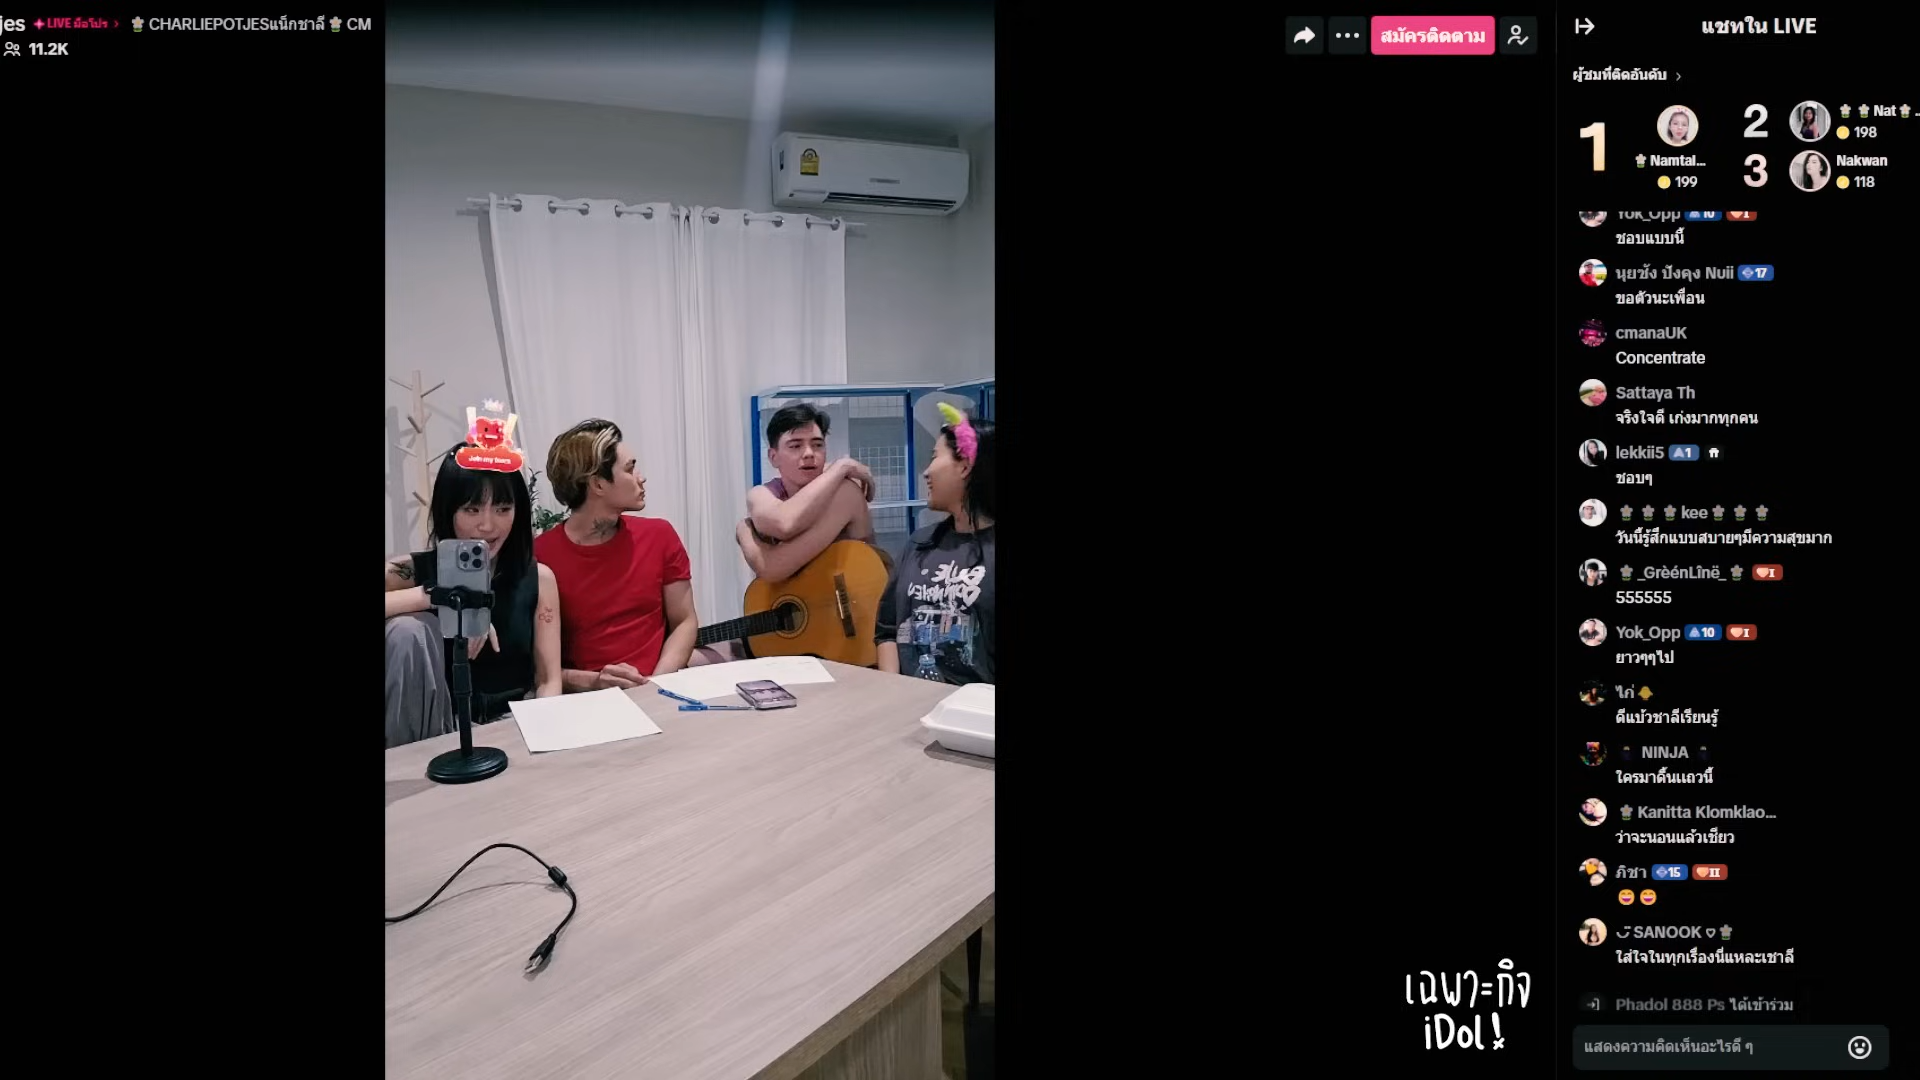 jes LIVE มือโปร › CHARLIEPOTJESแน็กชาลี CM
11.2K
สมัครติดตาม
แชทใน LIVE
ผู้ชมที่ติดอันดับ ›
1
Namtal...
199
2
Nat ...
198
3
Nakwan
118
Join my fans
Yok_Opp 10 I
ชอบแบบนี้
นุยซัง ปังคุง Nuii 17
ขอตัวนะเพื่อน
cmanaUK
Concentrate
Sattaya Th
จริงใจดี เก่งมากทุกคน
lekkii5 1
ชอบๆ
kee
วันนี้รู้สึกแบบสบายๆมีความสุขมาก
_GrèénLînë_ I
555555
Yok_Opp 10 I
ยาวๆๆไป
ไก่
ดีแบ้วชาลีเรียนรู้
NINJA
ใครมาดิ้นแถวนี้
Kanitta Klomklao...
ว่าจะนอนแล้วเชียว
ภิชา 15 II
SANOOK
ใส่ใจในทุกเรื่องนี่แหละเชาลี
Phadol 888 Ps ได้เข้าร่วม
แสดงความคิดเห็นอะไรดี ๆ
เฉพาะกิจ
iDol!